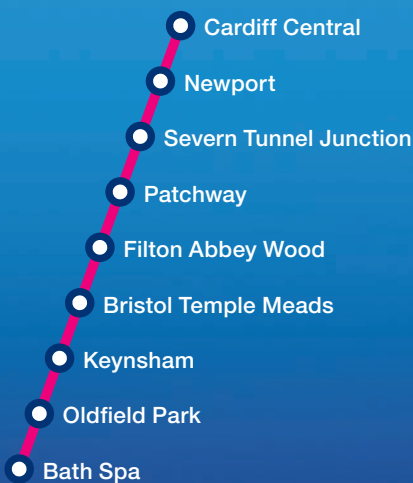 Cardiff Central
Newport
Severn Tunnel Junction
Patchway
Filton Abbey Wood
Bristol Temple Meads
Keynsham
Oldfield Park
Bath Spa